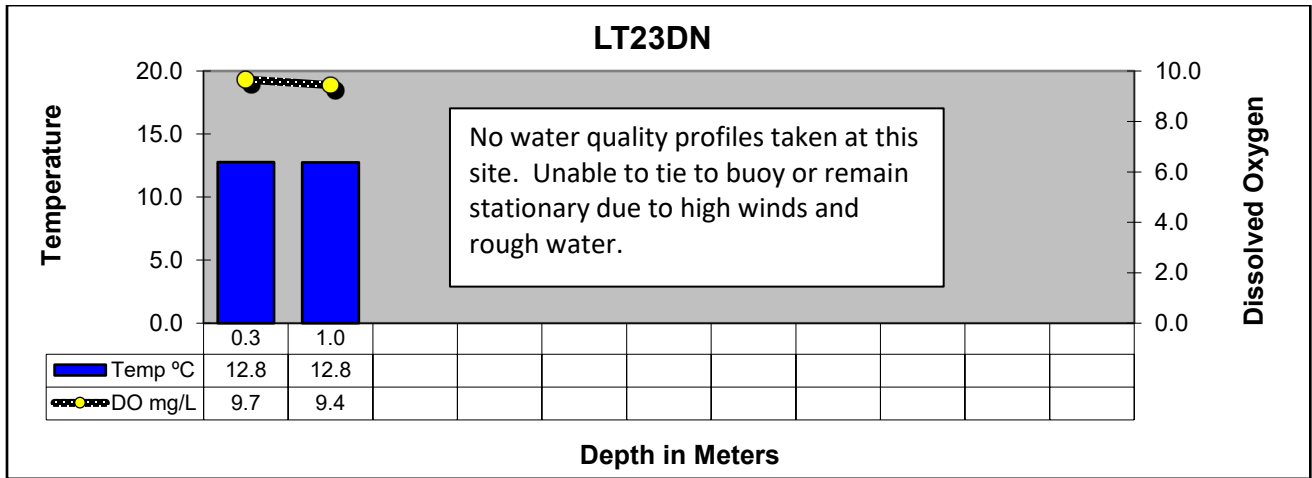 LT23DN
Temperature
20.0
15.0
10.0
5.0
0.0
No water quality profiles taken at this
site. Unable to tie to buoy or remain
stationary due to high winds and
rough water.
10.0
8.0
6.0
4.0
2.0
0.0
Dissolved Oxygen
0.3 1.0
Temp ºC 12.8 12.8
DO mg/L 9.7 9.4
Depth in Meters